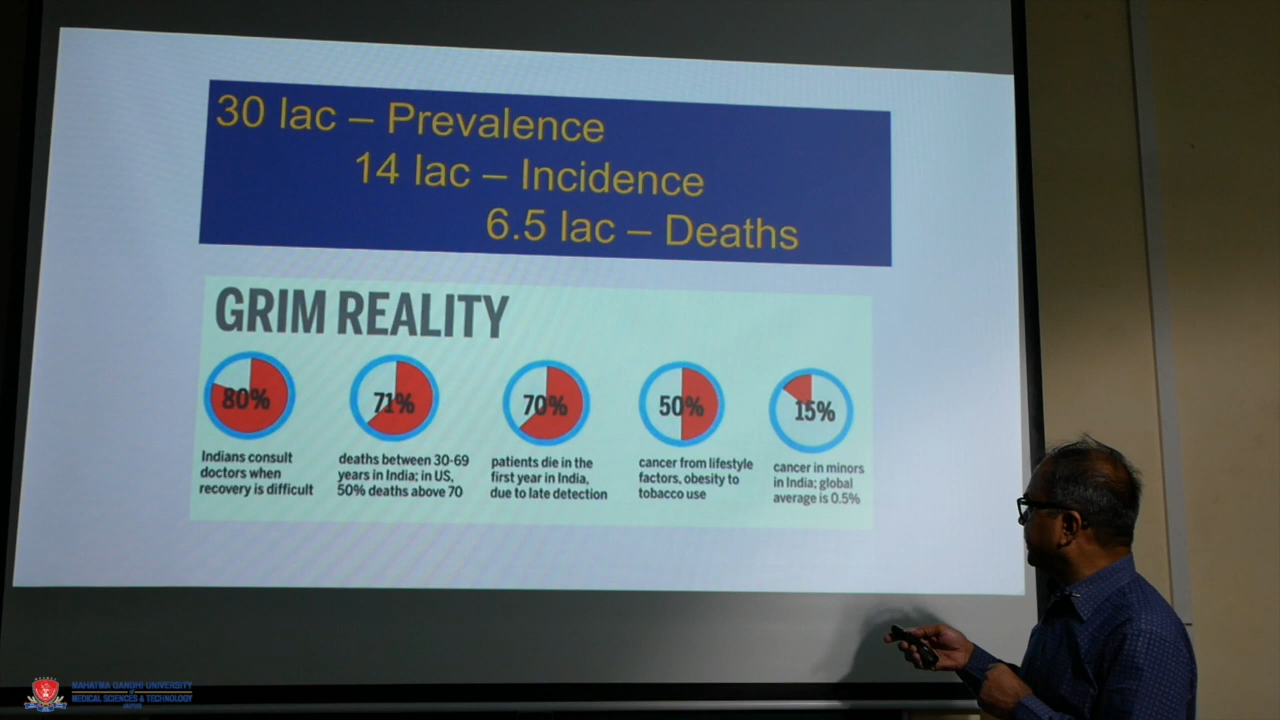 30 lac – Prevalence
14 lac – Incidence
6.5 lac – Deaths
GRIM REALITY
80%
Indians consult
doctors when
recovery is difficult
71%
deaths between 30-69
years in India; in US,
50% deaths above 70
70%
patients die in the
first year in India,
due to late detection
50%
cancer from lifestyle
factors, obesity to
tobacco use
15%
cancer in minors
in India; global
average is 0.5%
MAHATMA GANDHI UNIVERSITY
of
MEDICAL SCIENCES & TECHNOLOGY
JAIPUR